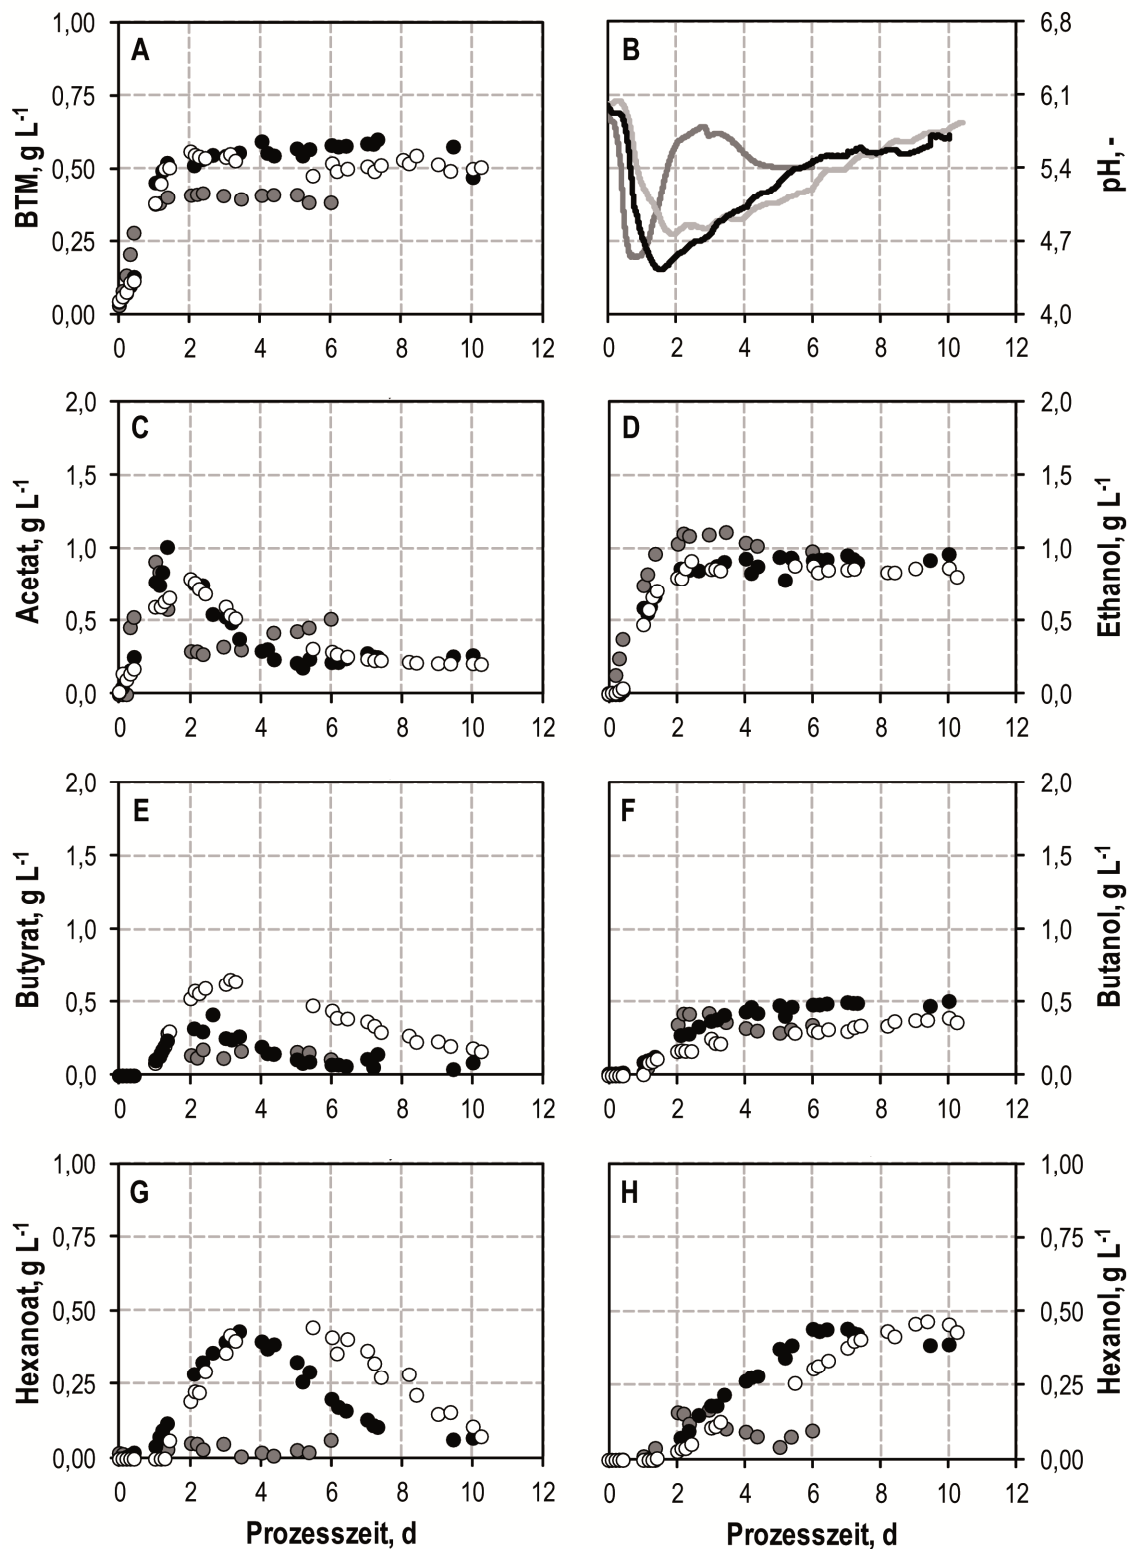 1,00
0,75
0,50
0,25
0,00
BTM, g L-1
A
0 2 4 6 8 10 12
B
6,8
6,1
5,4
4,7
4,0
pH, -
0 2 4 6 8 10 12
2,0
1,5
1,0
0,5
0,0
Acetat, g L-1
C
0 2 4 6 8 10 12
D
2,0
1,5
1,0
0,5
0,0
Ethanol, g L-1
0 2 4 6 8 10 12
2,0
1,5
1,0
0,5
0,0
Butyrat, g L-1
E
0 2 4 6 8 10 12
F
2,0
1,5
1,0
0,5
0,0
Butanol, g L-1
0 2 4 6 8 10 12
1,00
0,75
0,50
0,25
0,00
Hexanoat, g L-1
G
0 2 4 6 8 10 12
Prozesszeit, d
H
1,00
0,75
0,50
0,25
0,00
Hexanol, g L-1
0 2 4 6 8 10 12
Prozesszeit, d